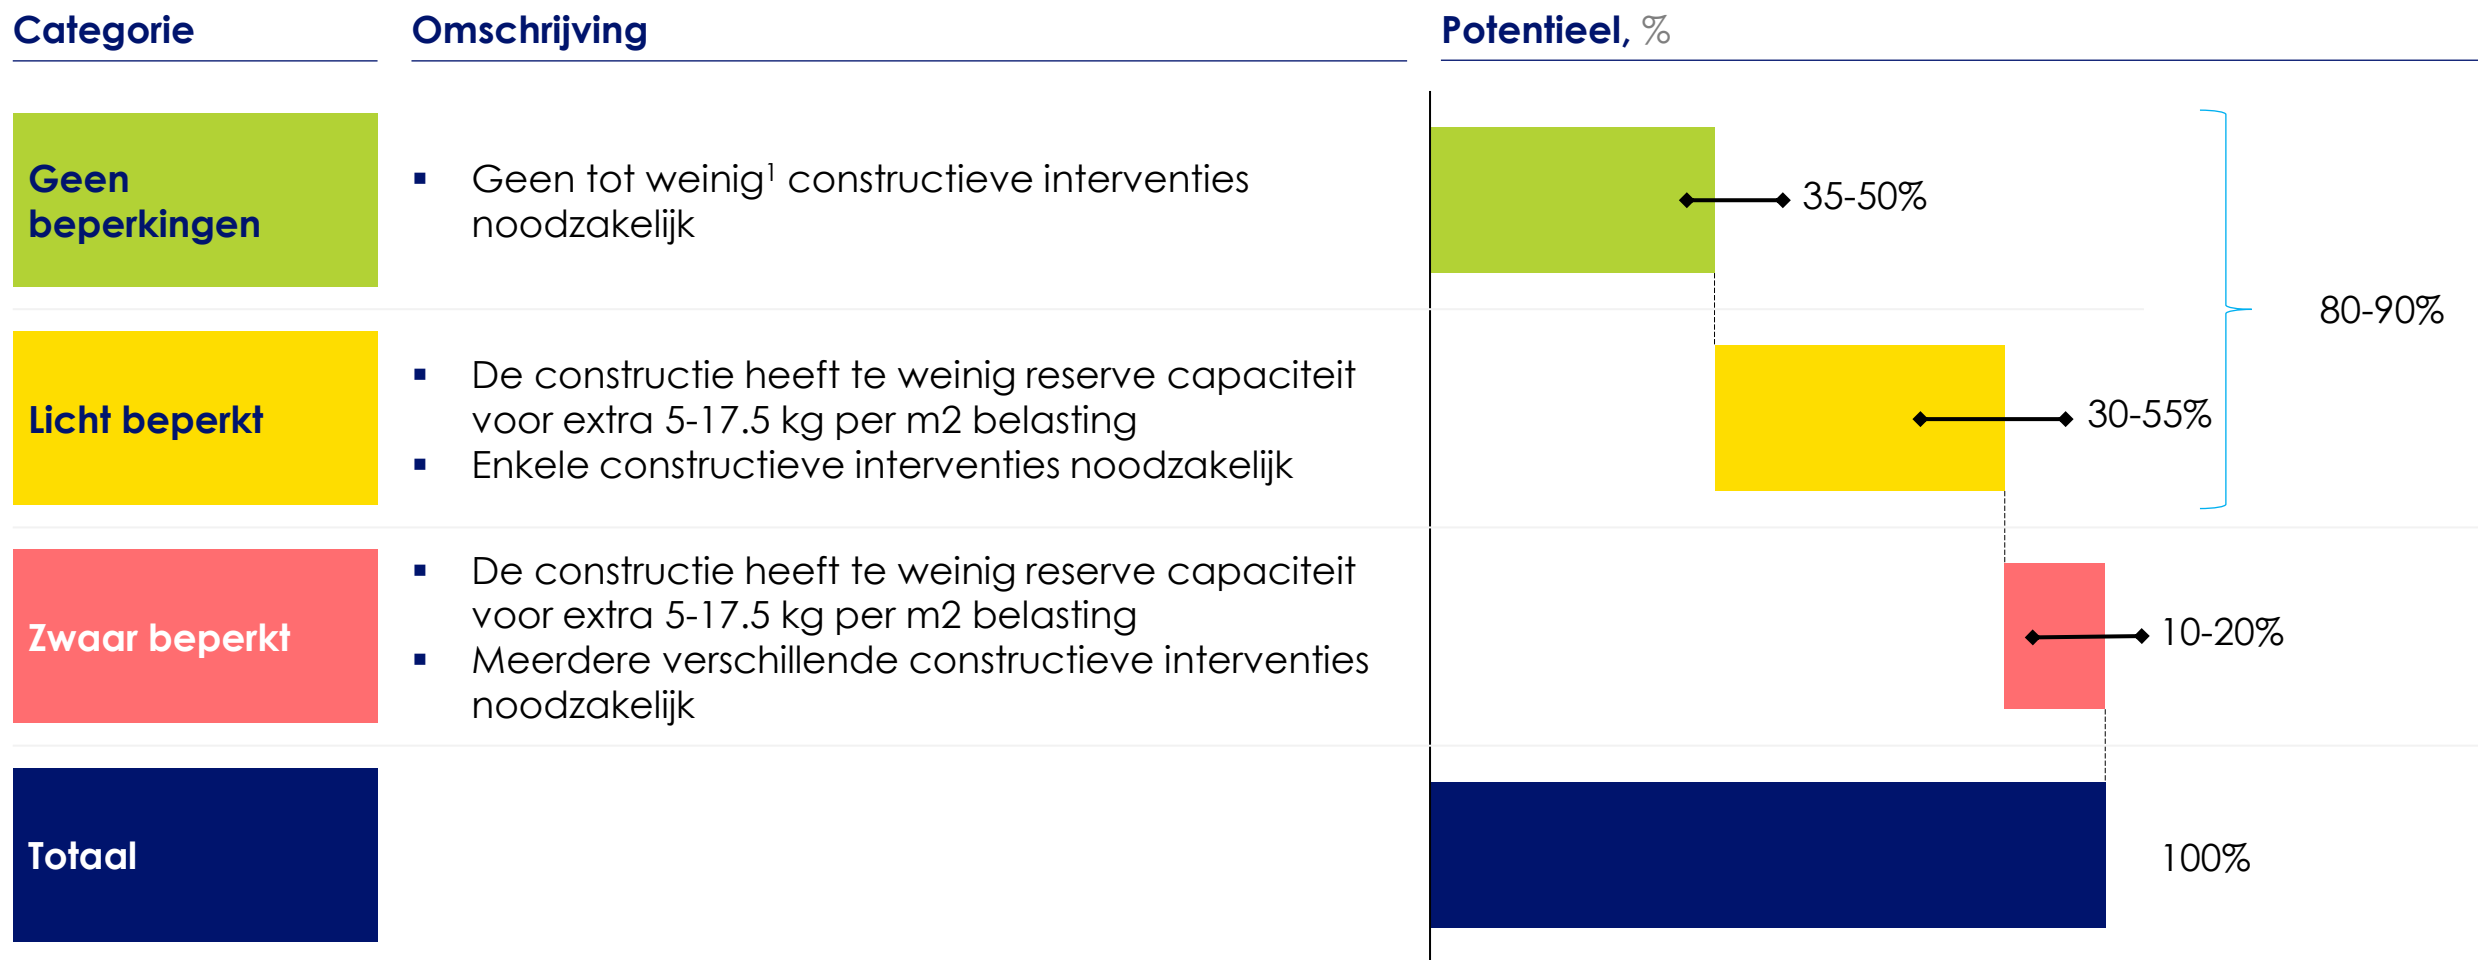 Categorie
Omschrijving
Potentieel, %
Geen
beperkingen
Geen tot weinig¹ constructieve interventies
noodzakelijk
35-50%
80-90%
Licht beperkt
De constructie heeft te weinig reserve capaciteit
voor extra 5-17.5 kg per m2 belasting
Enkele constructieve interventies noodzakelijk
30-55%
Zwaar beperkt
De constructie heeft te weinig reserve capaciteit
voor extra 5-17.5 kg per m2 belasting
Meerdere verschillende constructieve interventies
noodzakelijk
10-20%
Totaal
100%